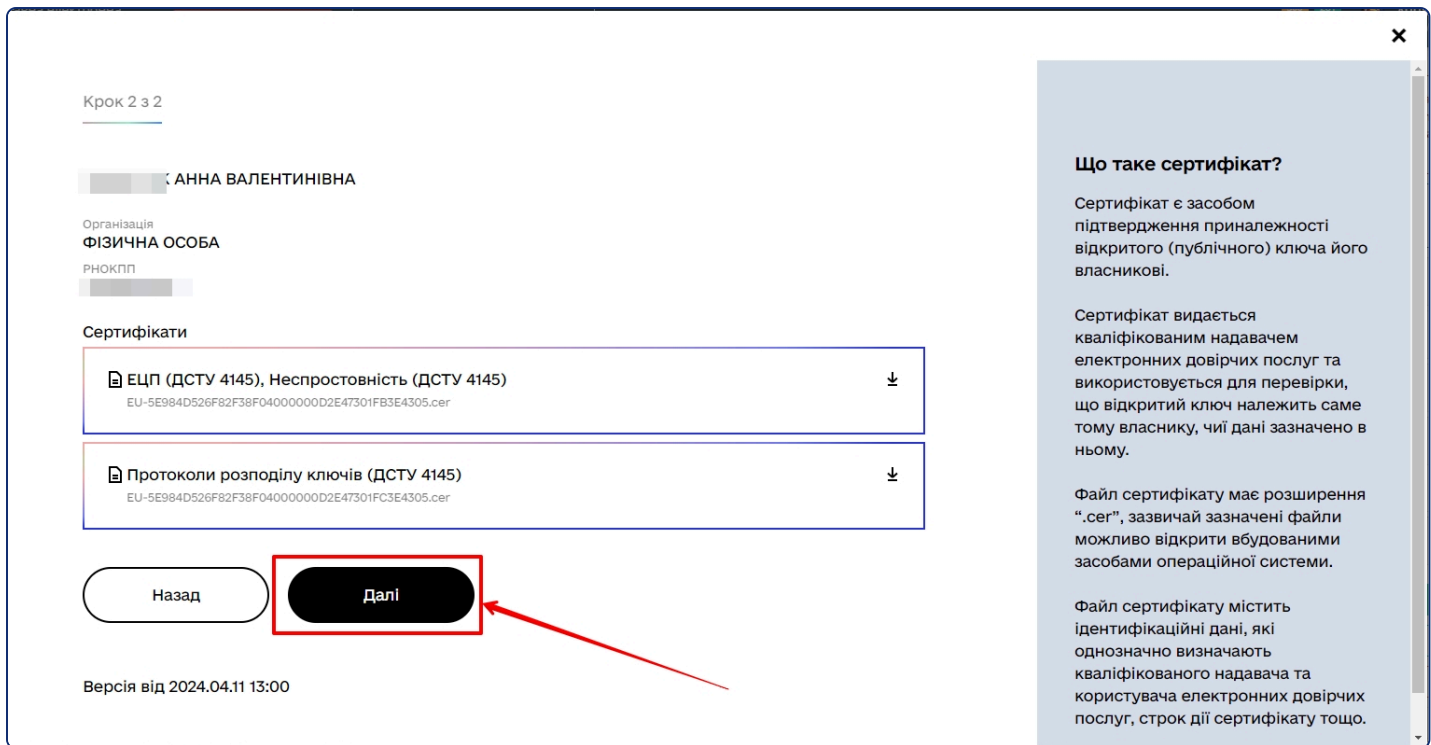 Крок 2 з 2
АННА ВАЛЕНТИНІВНА
Організація
ФІЗИЧНА ОСОБА
РНОКПП
Сертифікати
ЕЦП (ДСТУ 4145), Неспростовність (ДСТУ 4145)
EU-5E984D526F82F38F04000000D2E47301FB3E4305.cer
Протоколи розподілу ключів (ДСТУ 4145)
EU-5E984D526F82F38F04000000D2E47301FC3E4305.cer
Назад
Далі
Версія від 2024.04.11 13:00
Що таке сертифікат?
Сертифікат є засобом
підтвердження приналежності
відкритого (публічного) ключа його
власникові.
Сертифікат видається
кваліфікованим надавачем
електронних довірчих послуг та
використовується для перевірки,
що відкритий ключ належить саме
тому власнику, чиї дані зазначено в
ньому.
Файл сертифікату має розширення
“.cer”, зазвичай зазначені файли
можливо відкрити вбудованими
засобами операційної системи.
Файл сертифікату містить
ідентифікаційні дані, які
однозначно визначають
кваліфікованого надавача та
користувача електронних довірчих
послуг, строк дії сертифікату тощо.